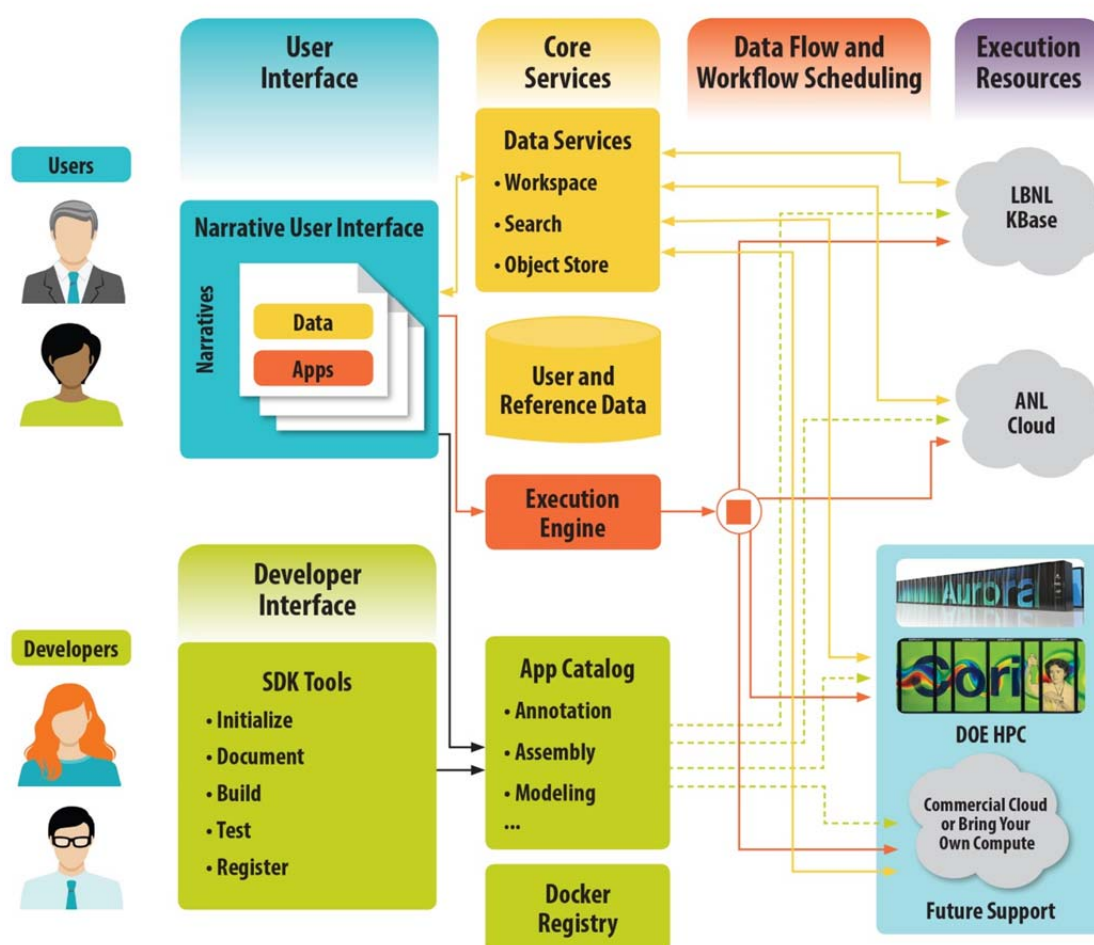 User
Interface
Core
Services
Data Flow and
Workflow Scheduling
Execution
Resources
Users
Narrative User Interface
Narratives
Data
Apps
Data Services
• Workspace
• Search
• Object Store
User and
Reference Data
Execution
Engine
LBNL
KBase
ANL
Cloud
Developers
Developer
Interface
SDK Tools
• Initialize
• Document
• Build
• Test
• Register
App Catalog
• Annotation
• Assembly
• Modeling
...
Docker
Registry
Aurora
Cori
DOE HPC
Commercial Cloud
or Bring Your
Own Compute
Future Support